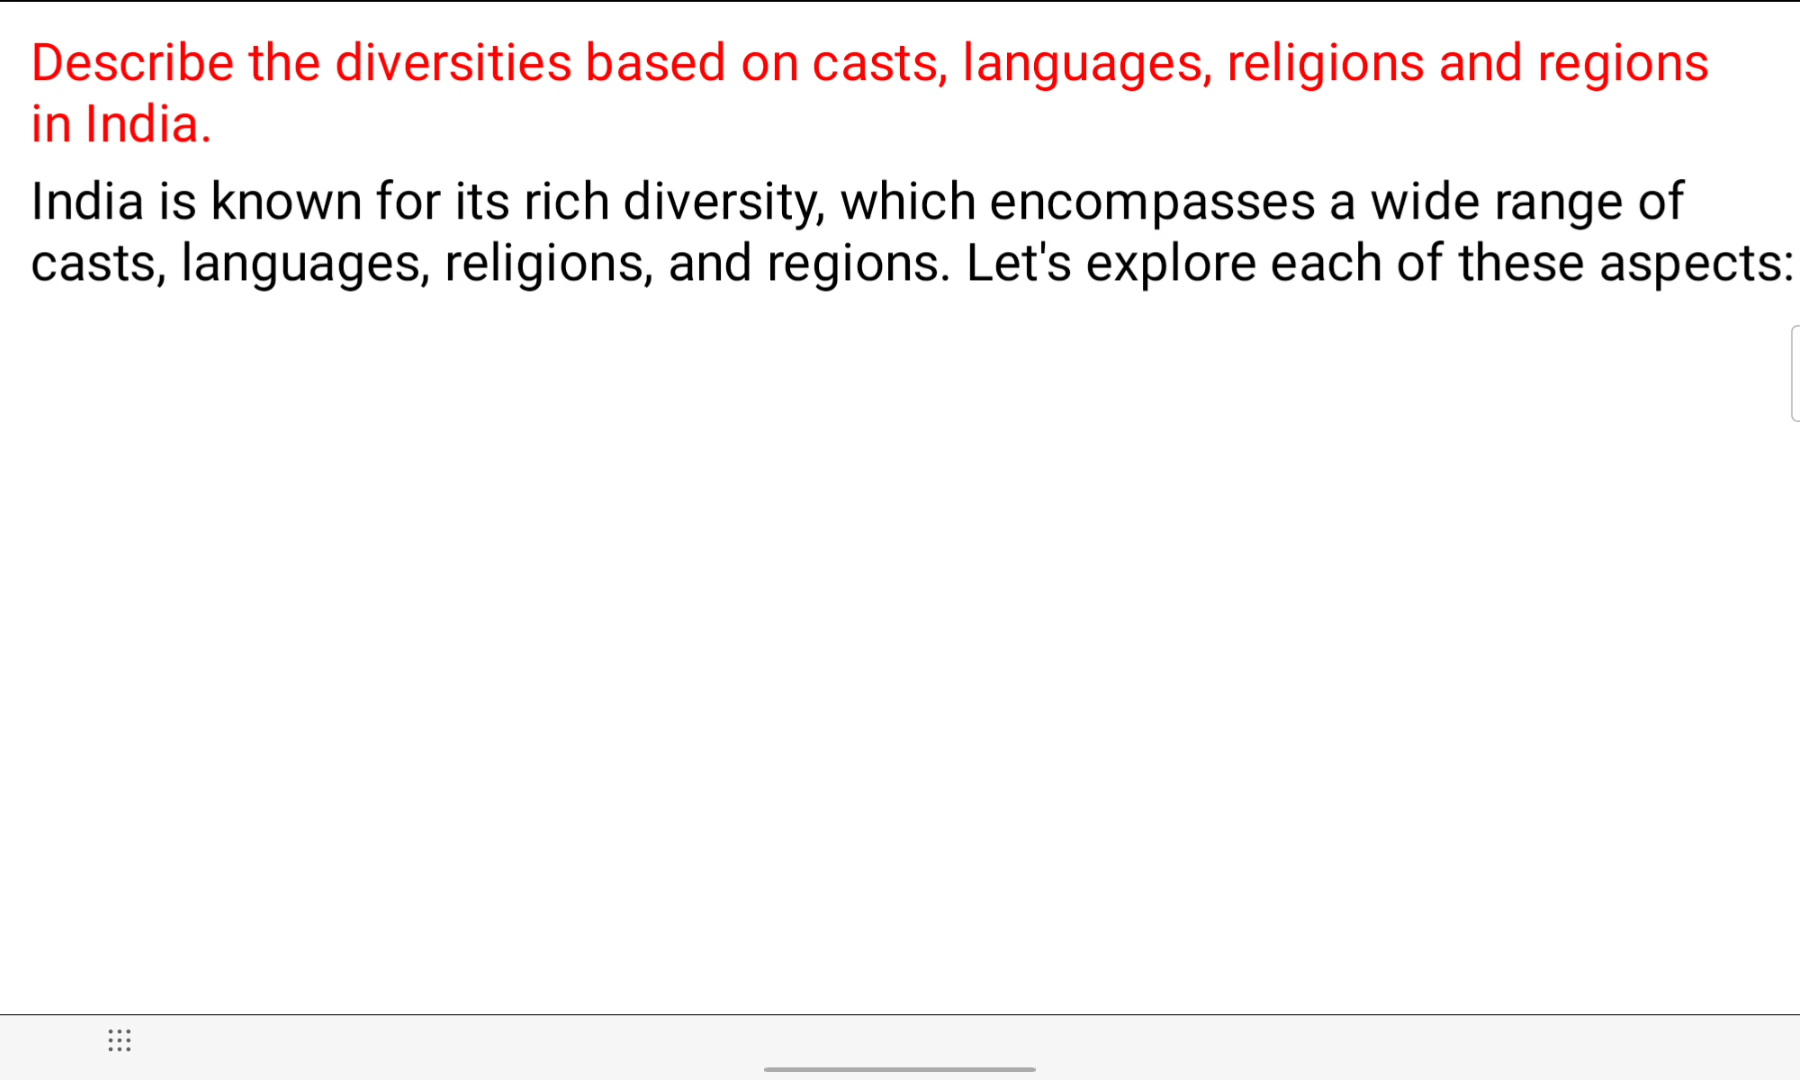 Describe the diversities based on casts, languages, religions and regions
in India.
India is known for its rich diversity, which encompasses a wide range of
casts, languages, religions, and regions. Let's explore each of these aspects: